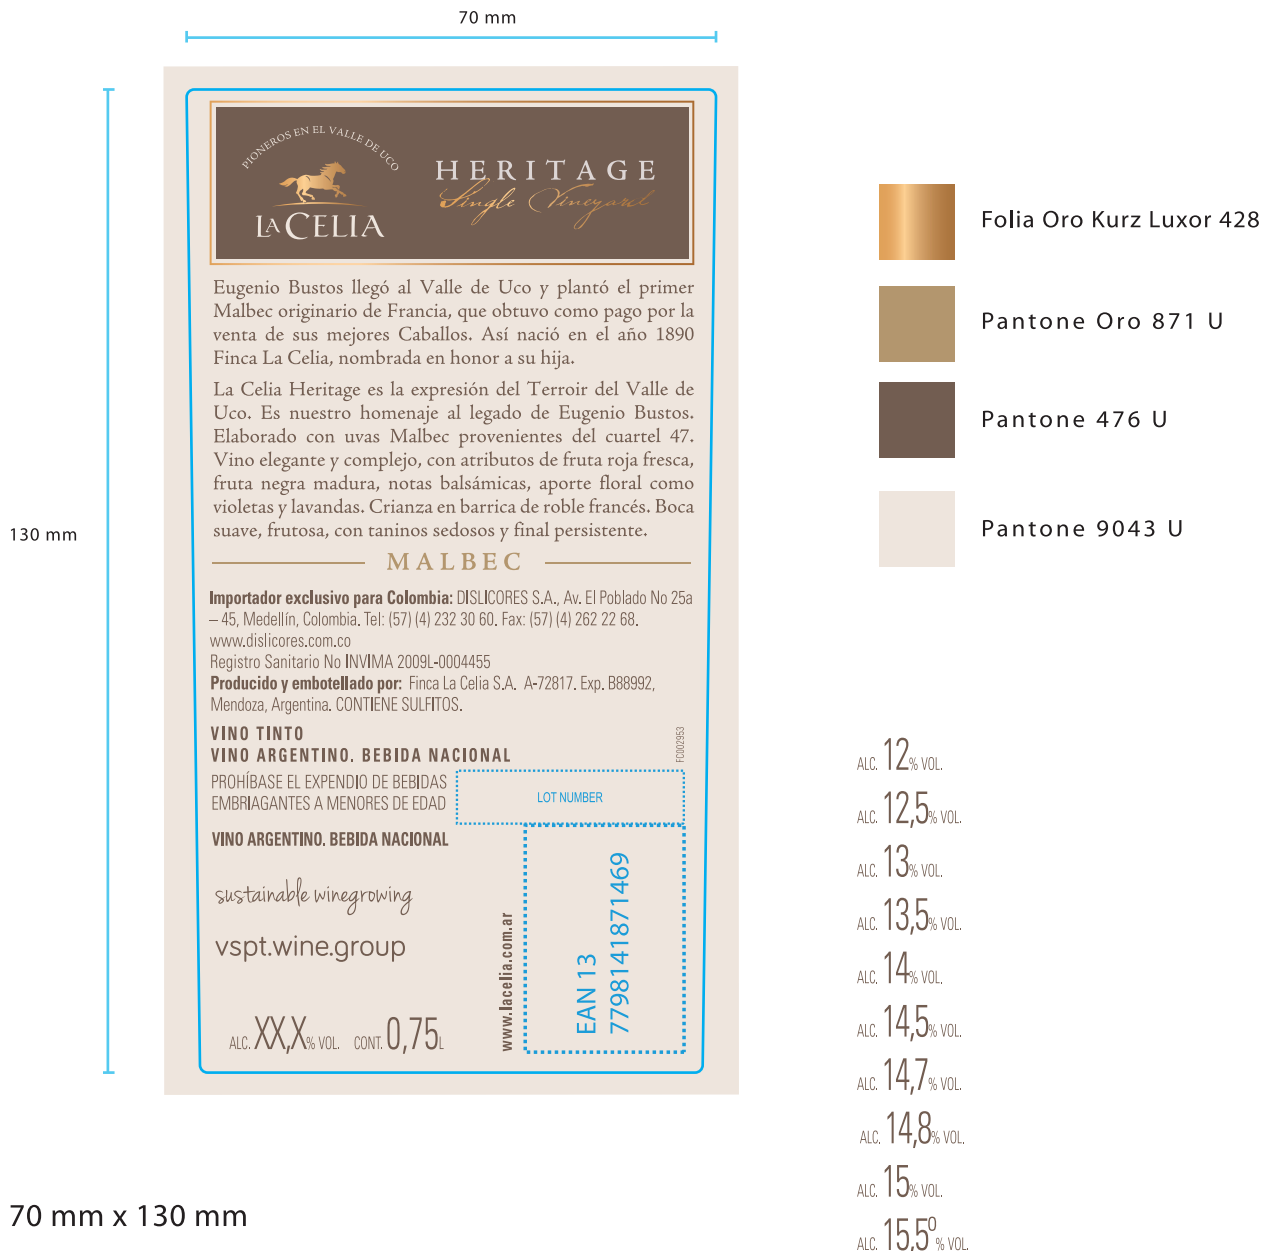 70 mm
130 mm
PIONEROS EN EL VALLE DE UCO
LA CELIA
HERITAGE
Single Vineyard
Eugenio Bustos llegó al Valle de Uco y plantó el primer
Malbec originario de Francia, que obtuvo como pago por la
venta de sus mejores Caballos. Así nació en el año 1890
Finca La Celia, nombrada en honor a su hija.
La Celia Heritage es la expresión del Terroir del Valle de
Uco. Es nuestro homenaje al legado de Eugenio Bustos.
Elaborado con uvas Malbec provenientes del cuartel 47.
Vino elegante y complejo, con atributos de fruta roja fresca,
fruta negra madura, notas balsámicas, aporte floral como
violetas y lavandas. Crianza en barrica de roble francés. Boca
suave, frutosa, con taninos sedosos y final persistente.
MALBEC
Importador exclusivo para Colombia: DISLICORES S.A., Av. El Poblado No 25a
– 45, Medellín, Colombia. Tel: (57) (4) 232 30 60. Fax: (57) (4) 262 22 68.
www.dislicores.com.co
Registro Sanitario No INVIMA 2009L-0004455
Producido y embotellado por: Finca La Celia S.A. A-72817. Exp. B88992,
Mendoza, Argentina. CONTIENE SULFITOS.
VINO TINTO
VINO ARGENTINO. BEBIDA NACIONAL
FC002953
PROHÍBASE EL EXPENDIO DE BEBIDAS
EMBRIAGANTES A MENORES DE EDAD
LOT NUMBER
VINO ARGENTINO. BEBIDA NACIONAL
sustainable winegrowing
vspt.wine.group
www.lacelia.com.ar
EAN 13
7798141871469
ALC. XX,X% VOL. CONT. 0,75L
Folia Oro Kurz Luxor 428
Pantone Oro 871 U
Pantone 476 U
Pantone 9043 U
ALC. 12% VOL.
ALC. 12,5% VOL.
ALC. 13% VOL.
ALC. 13,5% VOL.
ALC. 14% VOL.
ALC. 14,5% VOL.
ALC. 14,7% VOL.
ALC. 14,8% VOL.
ALC. 15% VOL.
ALC. 15,5⁰% VOL.
70 mm x 130 mm